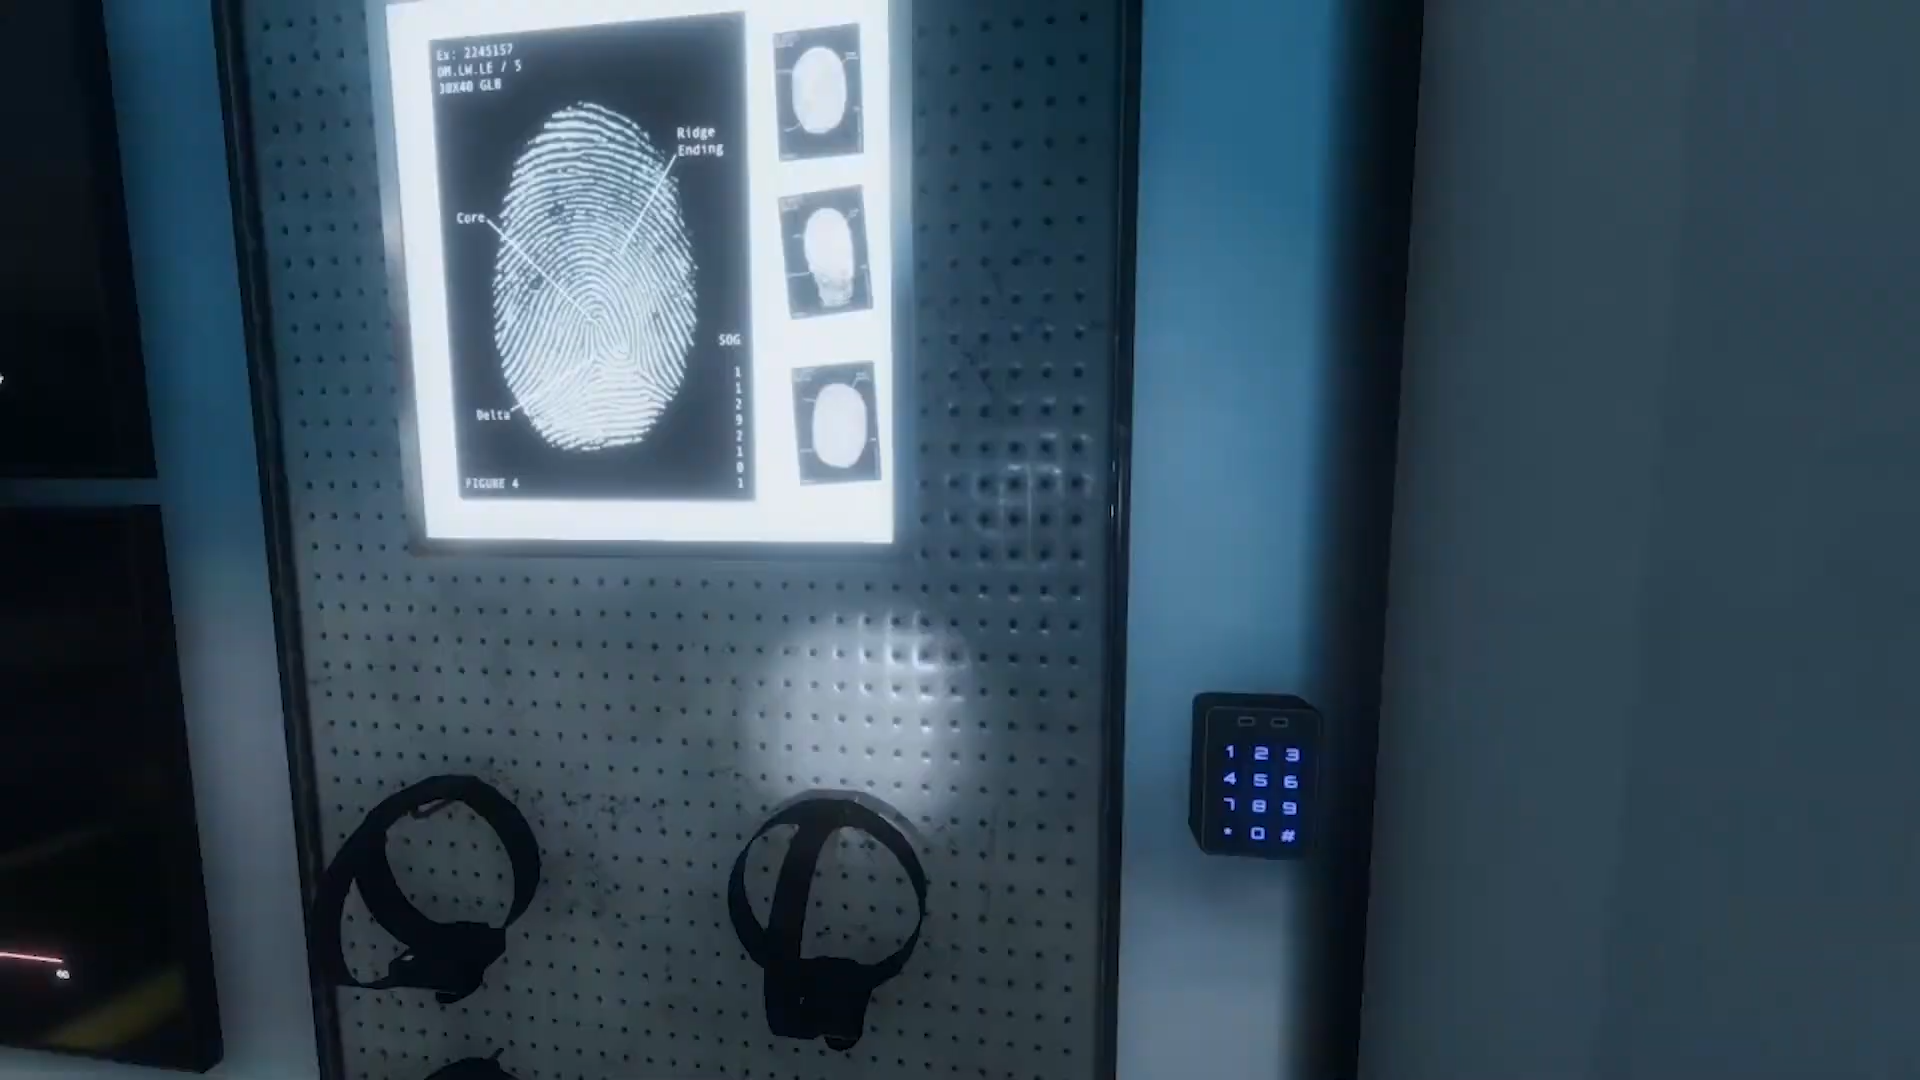 Ex: 2245157
DM.LW.LE / S
30X40 GLB
Ridge
Ending
Core
SOG
1
1
2
9
2
1
0
1
Delta
FIGURE 4
1 2 3
4 5 6
7 8 9
* 0 #
60